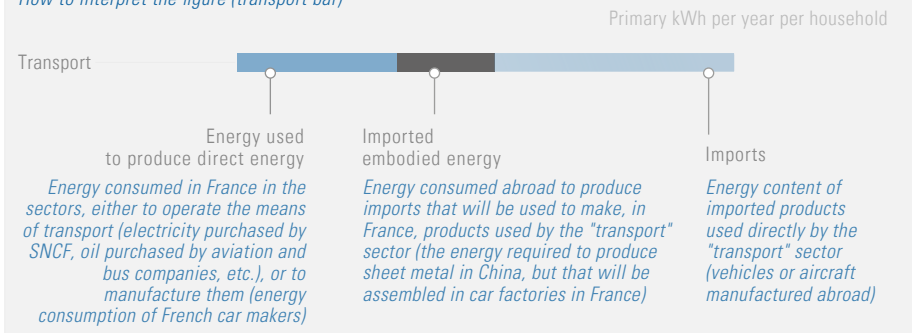 How to interpret the figure (transport bar)
Primary kWh per year per household
Transport
Energy used
to produce direct energy
Energy consumed in France in the
sectors, either to operate the means
of transport (electricity purchased by
SNCF, oil purchased by aviation and
bus companies, etc.), or to
manufacture them (energy
consumption of French car makers)
Imported
embodied energy
Energy consumed abroad to produce
imports that will be used to make, in
France, products used by the "transport"
sector (the energy required to produce
sheet metal in China, but that will be
assembled in car factories in France)
Imports
Energy content of
imported products
used directly by the
"transport" sector
(vehicles or aircraft
manufactured abroad)